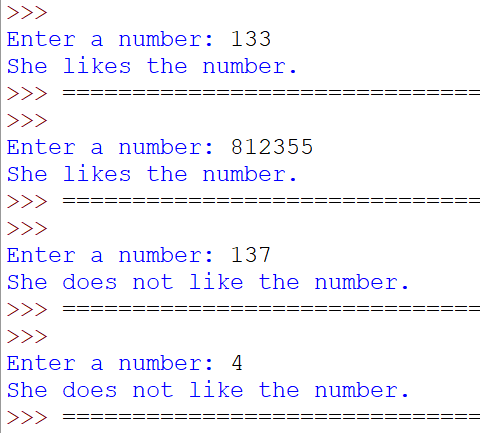 >>>
Enter a number: 133
She likes the number.
>>> ==============================
>>>
Enter a number: 812355
She likes the number.
>>> ==============================
>>>
Enter a number: 137
She does not like the number.
>>> ==============================
>>>
Enter a number: 4
She does not like the number.
>>> ==============================